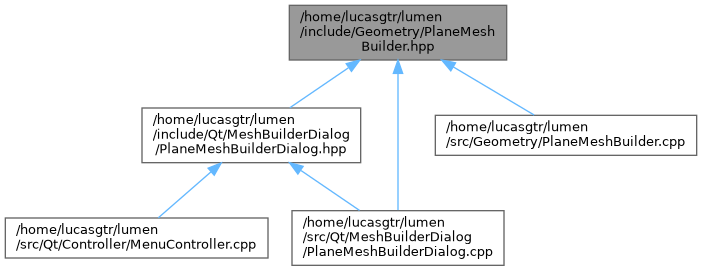 /home/lucasgtr/lumen
/include/Geometry/PlaneMesh
Builder.hpp
/home/lucasgtr/lumen
/include/Qt/MeshBuilderDialog
/PlaneMeshBuilderDialog.hpp
/home/lucasgtr/lumen
/src/Geometry/PlaneMeshBuilder.cpp
/home/lucasgtr/lumen
/src/Qt/Controller/MenuController.cpp
/home/lucasgtr/lumen
/src/Qt/MeshBuilderDialog
/PlaneMeshBuilderDialog.cpp